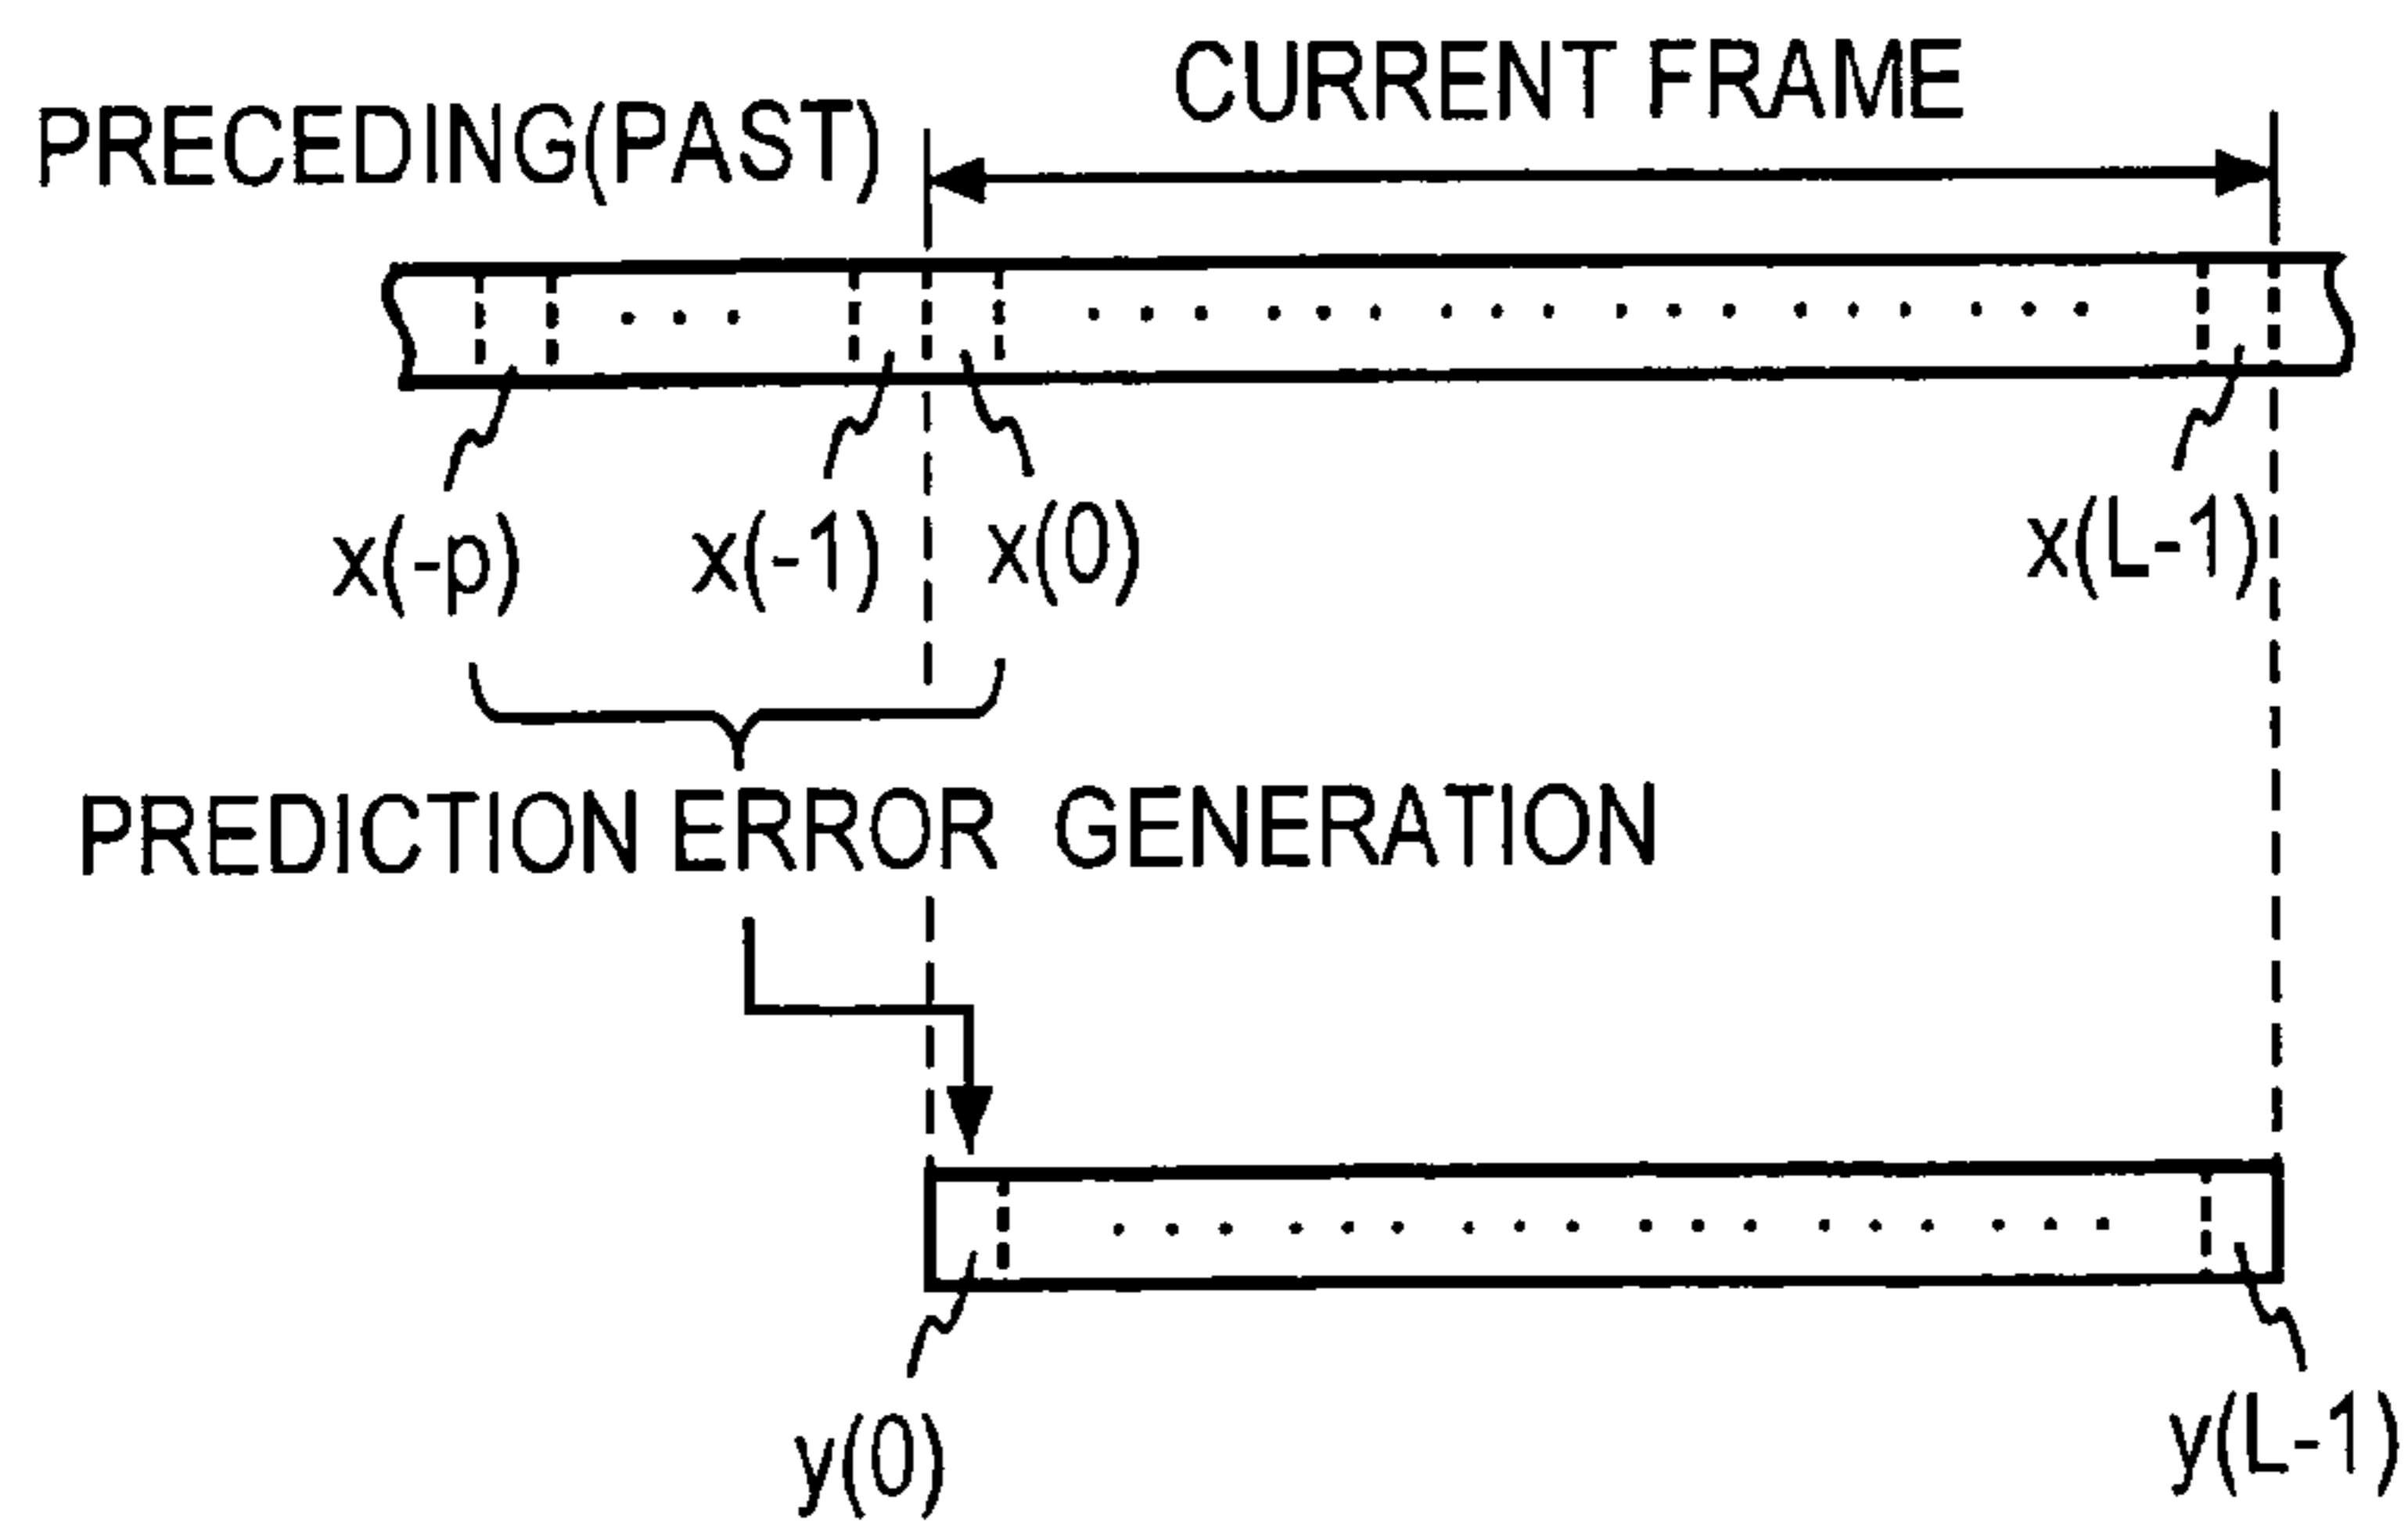 CURRENT FRAME
PRECEDING(PAST)
x(-p) x(-1) x(0) x(L-1)
PREDICTION ERROR GENERATION
y(0) y(L-1)